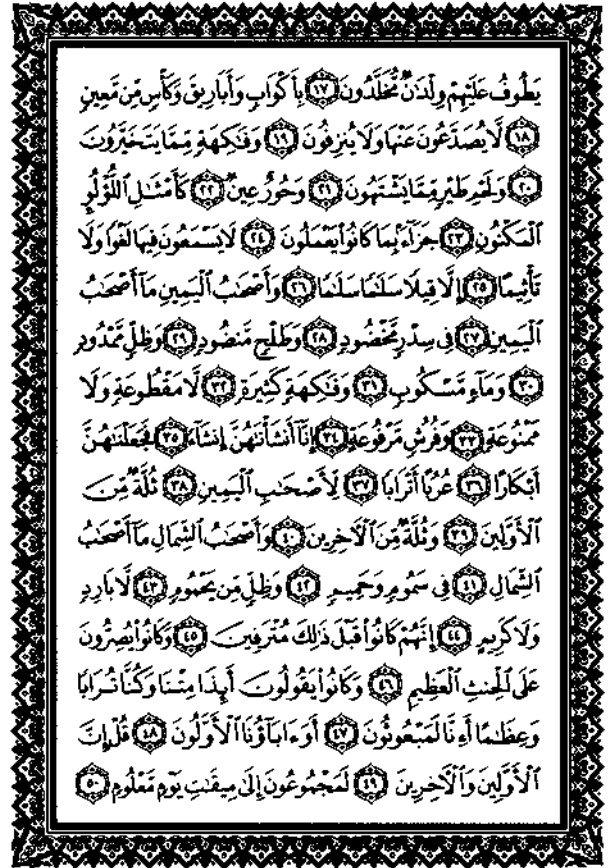 يَطُوفُ عَلَيْهِمْ وِلْدَٰنٌ مُّخَلَّدُونَ ١٧ بِأَكْوَابٍ وَأَبَارِيقَ وَكَأْسٍ مِّن مَّعِينٍ
١٨ لَّا يُصَدَّعُونَ عَنْهَا وَلَا يُنزِفُونَ ١٩ وَفَٰكِهَةٍ مِّمَّا يَتَخَيَّرُونَ
٢٠ وَلَحْمِ طَيْرٍ مِّمَّا يَشْتَهُونَ ٢١ وَحُورٌ عِينٌ ٢٢ كَأَمْثَٰلِ ٱللُّؤْلُؤِ
ٱلْمَكْنُونِ ٢٣ جَزَآءًۢ بِمَا كَانُوا۟ يَعْمَلُونَ ٢٤ لَا يَسْمَعُونَ فِيهَا لَغْوًا وَلَا
تَأْثِيمًا ٢٥ إِلَّا قِيلًا سَلَٰمًا سَلَٰمًا ٢٦ وَأَصْحَٰبُ ٱلْيَمِينِ مَآ أَصْحَٰبُ
ٱلْيَمِينِ ٢٧ فِى سِدْرٍ مَّخْضُودٍ ٢٨ وَطَلْحٍ مَّنضُودٍ ٢٩ وَظِلٍّ مَّمْدُودٍ
٣٠ وَمَآءٍ مَّسْكُوبٍ ٣١ وَفَٰكِهَةٍ كَثِيرَةٍ ٣٢ لَّا مَقْطُوعَةٍ وَلَا
مَمْنُوعَةٍ ٣٣ وَفُرُشٍ مَّرْفُوعَةٍ ٣٤ إِنَّآ أَنشَأْنَٰهُنَّ إِنشَآءً ٣٥ فَجَعَلْنَٰهُنَّ
أَبْكَارًا ٣٦ عُرُبًا أَتْرَابًا ٣٧ لِّأَصْحَٰبِ ٱلْيَمِينِ ٣٨ ثُلَّةٌ مِّنَ
ٱلْأَوَّلِينَ ٣٩ وَثُلَّةٌ مِّنَ ٱلْءَاخِرِينَ ٤٠ وَأَصْحَٰبُ ٱلشِّمَالِ مَآ أَصْحَٰبُ
ٱلشِّمَالِ ٤١ فِى سَمُومٍ وَحَمِيمٍ ٤٢ وَظِلٍّ مِّن يَحْمُومٍ ٤٣ لَّا بَارِدٍ
وَلَا كَرِيمٍ ٤٤ إِنَّهُمْ كَانُوا۟ قَبْلَ ذَٰلِكَ مُتْرَفِينَ ٤٥ وَكَانُوا۟ يُصِرُّونَ
عَلَى ٱلْحِنثِ ٱلْعَظِيمِ ٤٦ وَكَانُوا۟ يَقُولُونَ أَئِذَا مِتْنَا وَكُنَّا تُرَابًا
وَعِظَٰمًا أَءِنَّا لَمَبْعُوثُونَ ٤٧ أَوَءَابَآؤُنَا ٱلْأَوَّلُونَ ٤٨ قُلْ إِنَّ
ٱلْأَوَّلِينَ وَٱلْءَاخِرِينَ ٤٩ لَمَجْمُوعُونَ إِلَىٰ مِيقَٰتِ يَوْمٍ مَّعْلُومٍ ٥٠